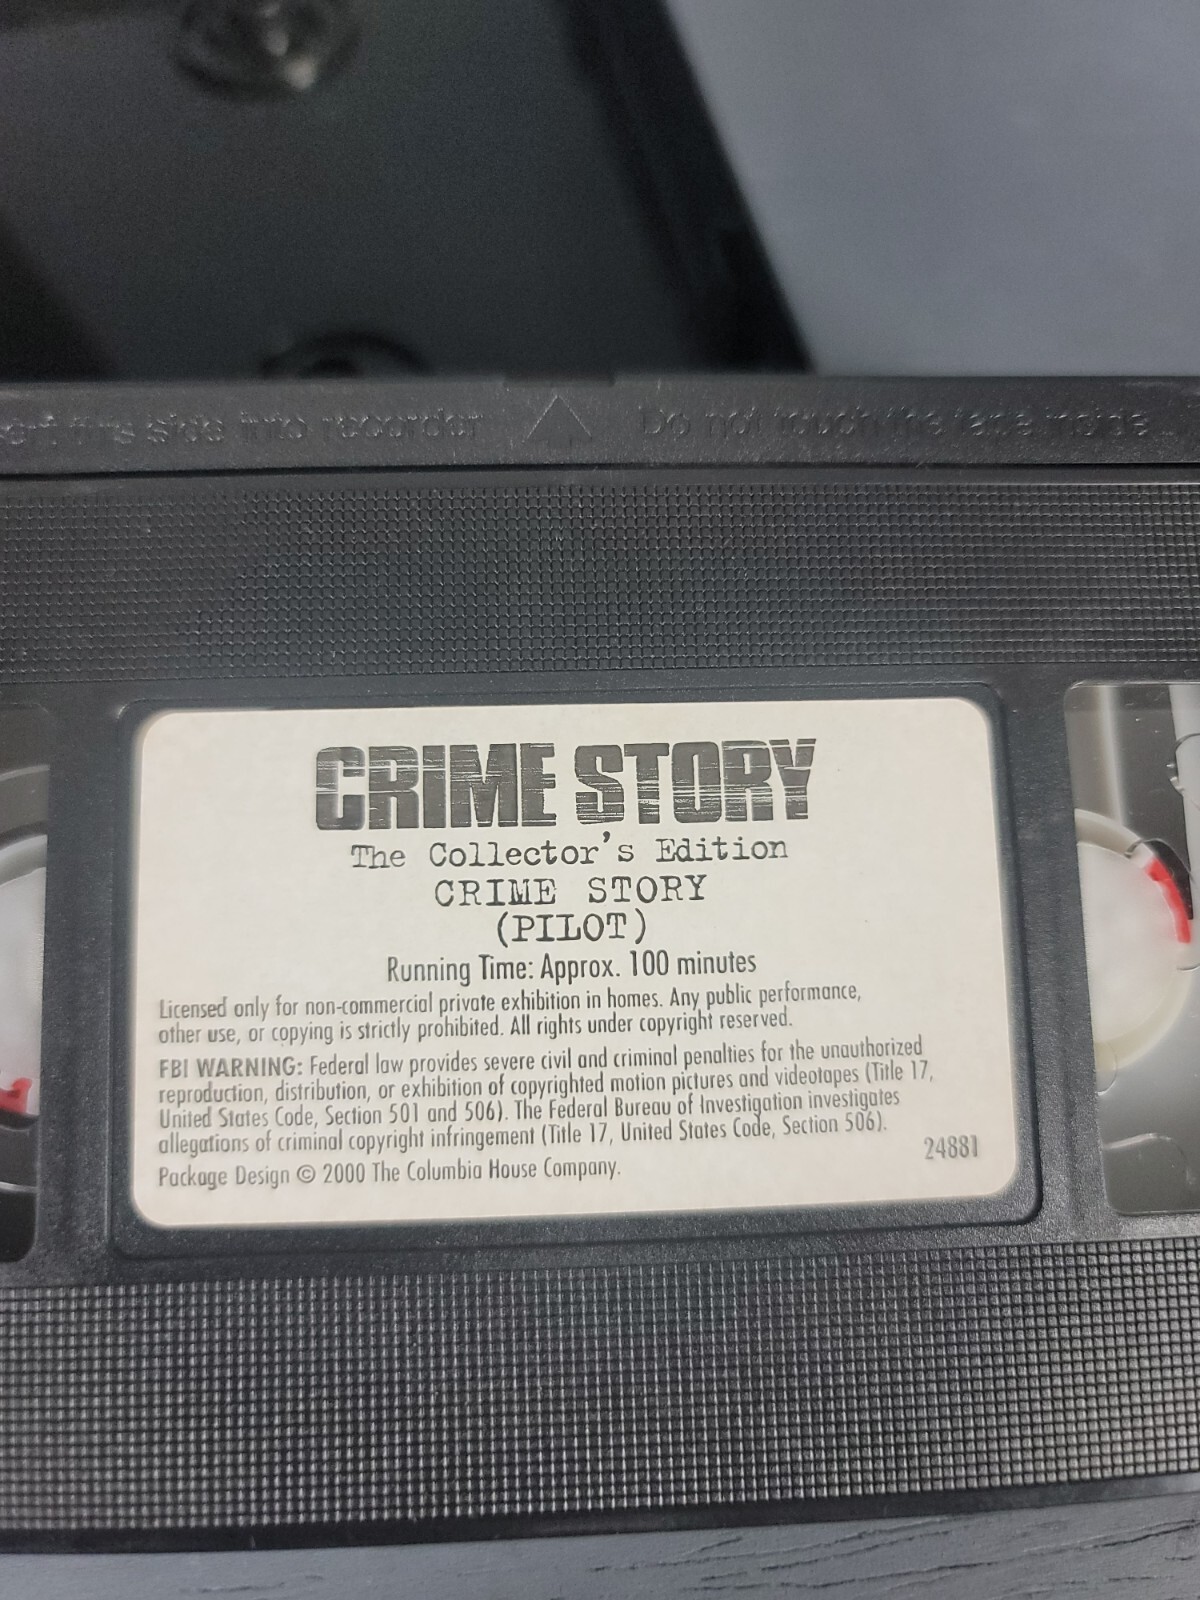 this side into recorder Do not touch the tape inside
CRIME STORY
The Collector's Edition
CRIME STORY
(PILOT)
Running Time: Approx. 100 minutes
Licensed only for non-commercial private exhibition in homes. Any public performance,
other use, or copying is strictly prohibited. All rights under copyright reserved.
FBI WARNING: Federal law provides severe civil and criminal penalties for the unauthorized
reproduction, distribution, or exhibition of copyrighted motion pictures and videotapes (Title 17,
United States Code, Section 501 and 506). The Federal Bureau of Investigation investigates
allegations of criminal copyright infringement (Title 17, United States Code, Section 506).
Package Design © 2000 The Columbia House Company.
24881